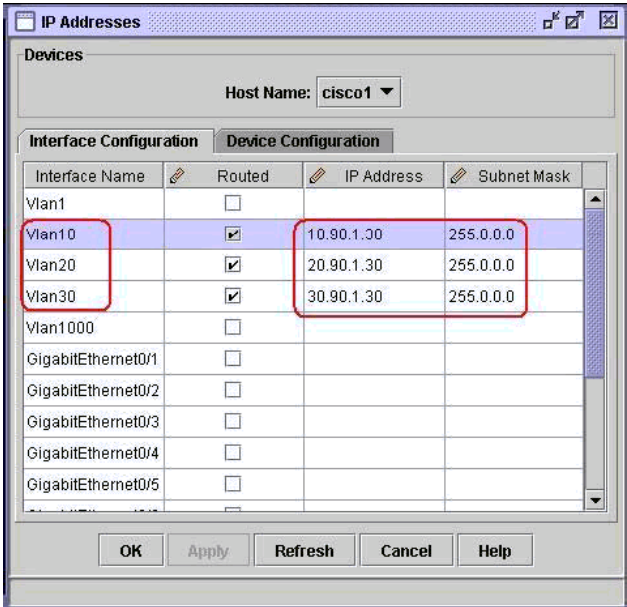 IP Addresses
Devices
Host Name: cisco1
Interface Configuration Device Configuration
Interface Name Routed IP Address Subnet Mask
Vlan1
Vlan10 10.90.1.30 255.0.0.0
Vlan20 20.90.1.30 255.0.0.0
Vlan30 30.90.1.30 255.0.0.0
Vlan1000
GigabitEthernet0/1
GigabitEthernet0/2
GigabitEthernet0/3
GigabitEthernet0/4
GigabitEthernet0/5
OK Apply Refresh Cancel Help